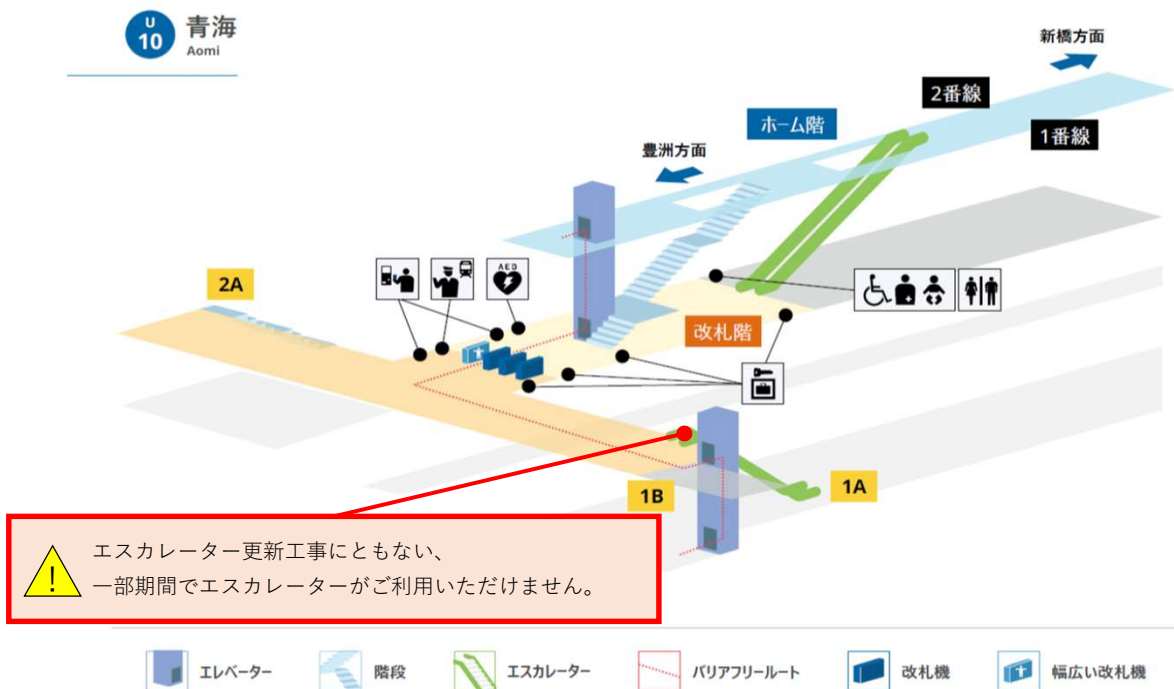 U
10
青海
Aomi
新橋方面
2番線
ホーム階
1番線
豊洲方面
AED
2A
改札階
1B
1A
エスカレーター更新工事にともない、
一部期間でエスカレーターがご利用いただけません。
エレベーター
階段
エスカレーター
バリアフリールート
改札機
幅広い改札機